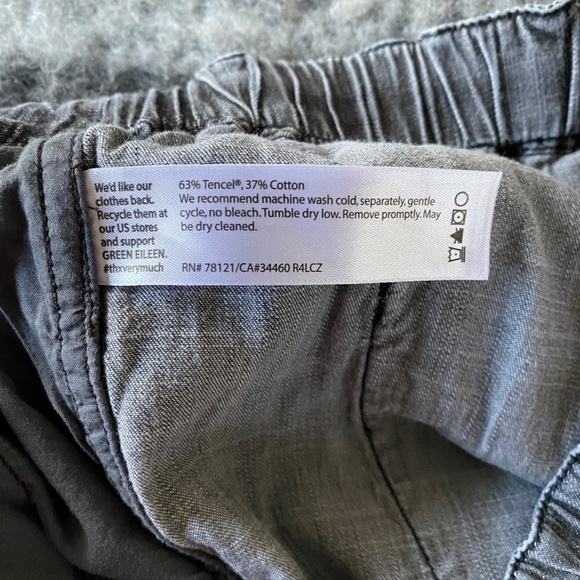 We'd like our
clothes back.
Recycle them at
our US stores
and support
GREEN EILEEN.
#thxverymuch
63% Tencel®, 37% Cotton
We recommend machine wash cold, separately, gentle
cycle, no bleach. Tumble dry low. Remove promptly. May
be dry cleaned.
RN# 78121/CA#34460 R4LCZ